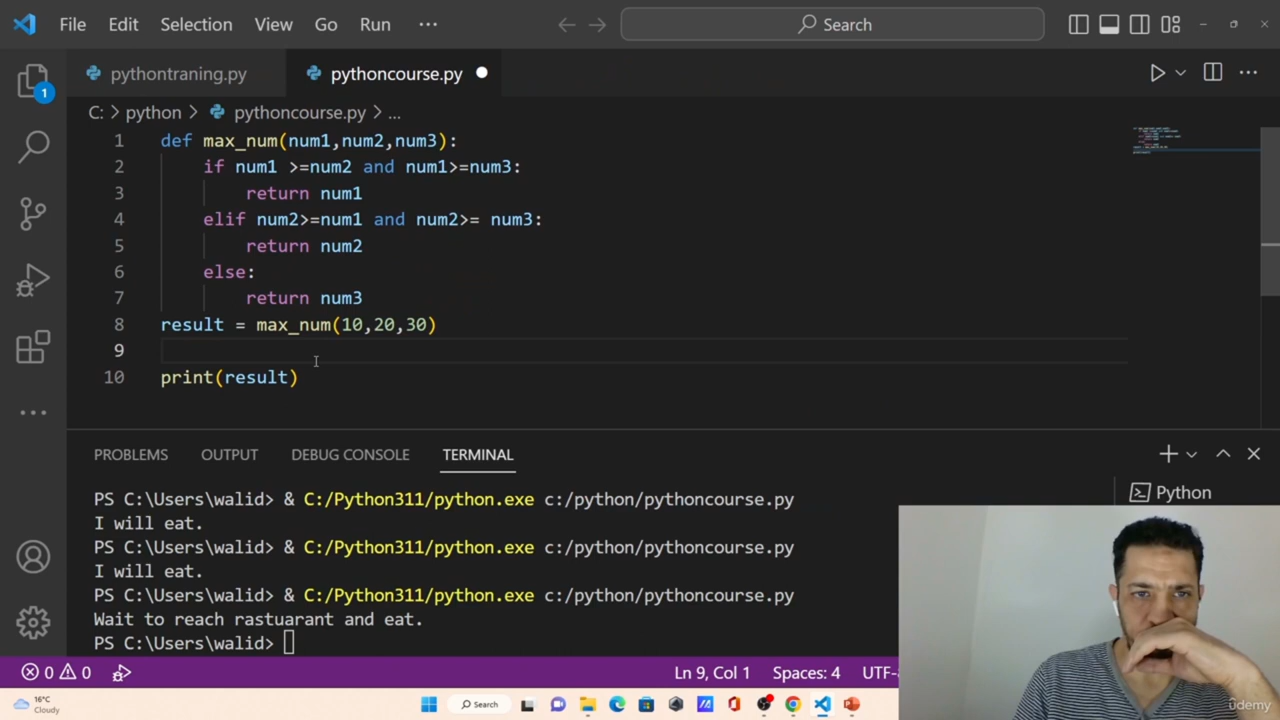 File Edit Selection View Go Run ··· Search
pythontraning.py pythoncourse.py
C: > python > pythoncourse.py > ...
1 def max_num(num1,num2,num3):
2 if num1 >=num2 and num1>=num3:
3 return num1
4 elif num2>=num1 and num2>= num3:
5 return num2
6 else:
7 return num3
8 result = max_num(10,20,30)
9
10 print(result)
1
PROBLEMS OUTPUT DEBUG CONSOLE TERMINAL
PS C:\Users\walid> & C:/Python311/python.exe c:/python/pythoncourse.py
Python
I will eat.
PS C:\Users\walid> & C:/Python311/python.exe c:/python/pythoncourse.py
I will eat.
PS C:\Users\walid> & C:/Python311/python.exe c:/python/pythoncourse.py
Wait to reach rastuarant and eat.
PS C:\Users\walid>
0 0 Ln 9, Col 1 Spaces: 4 UTF-
16°C
Cloudy
Search
ûdemy